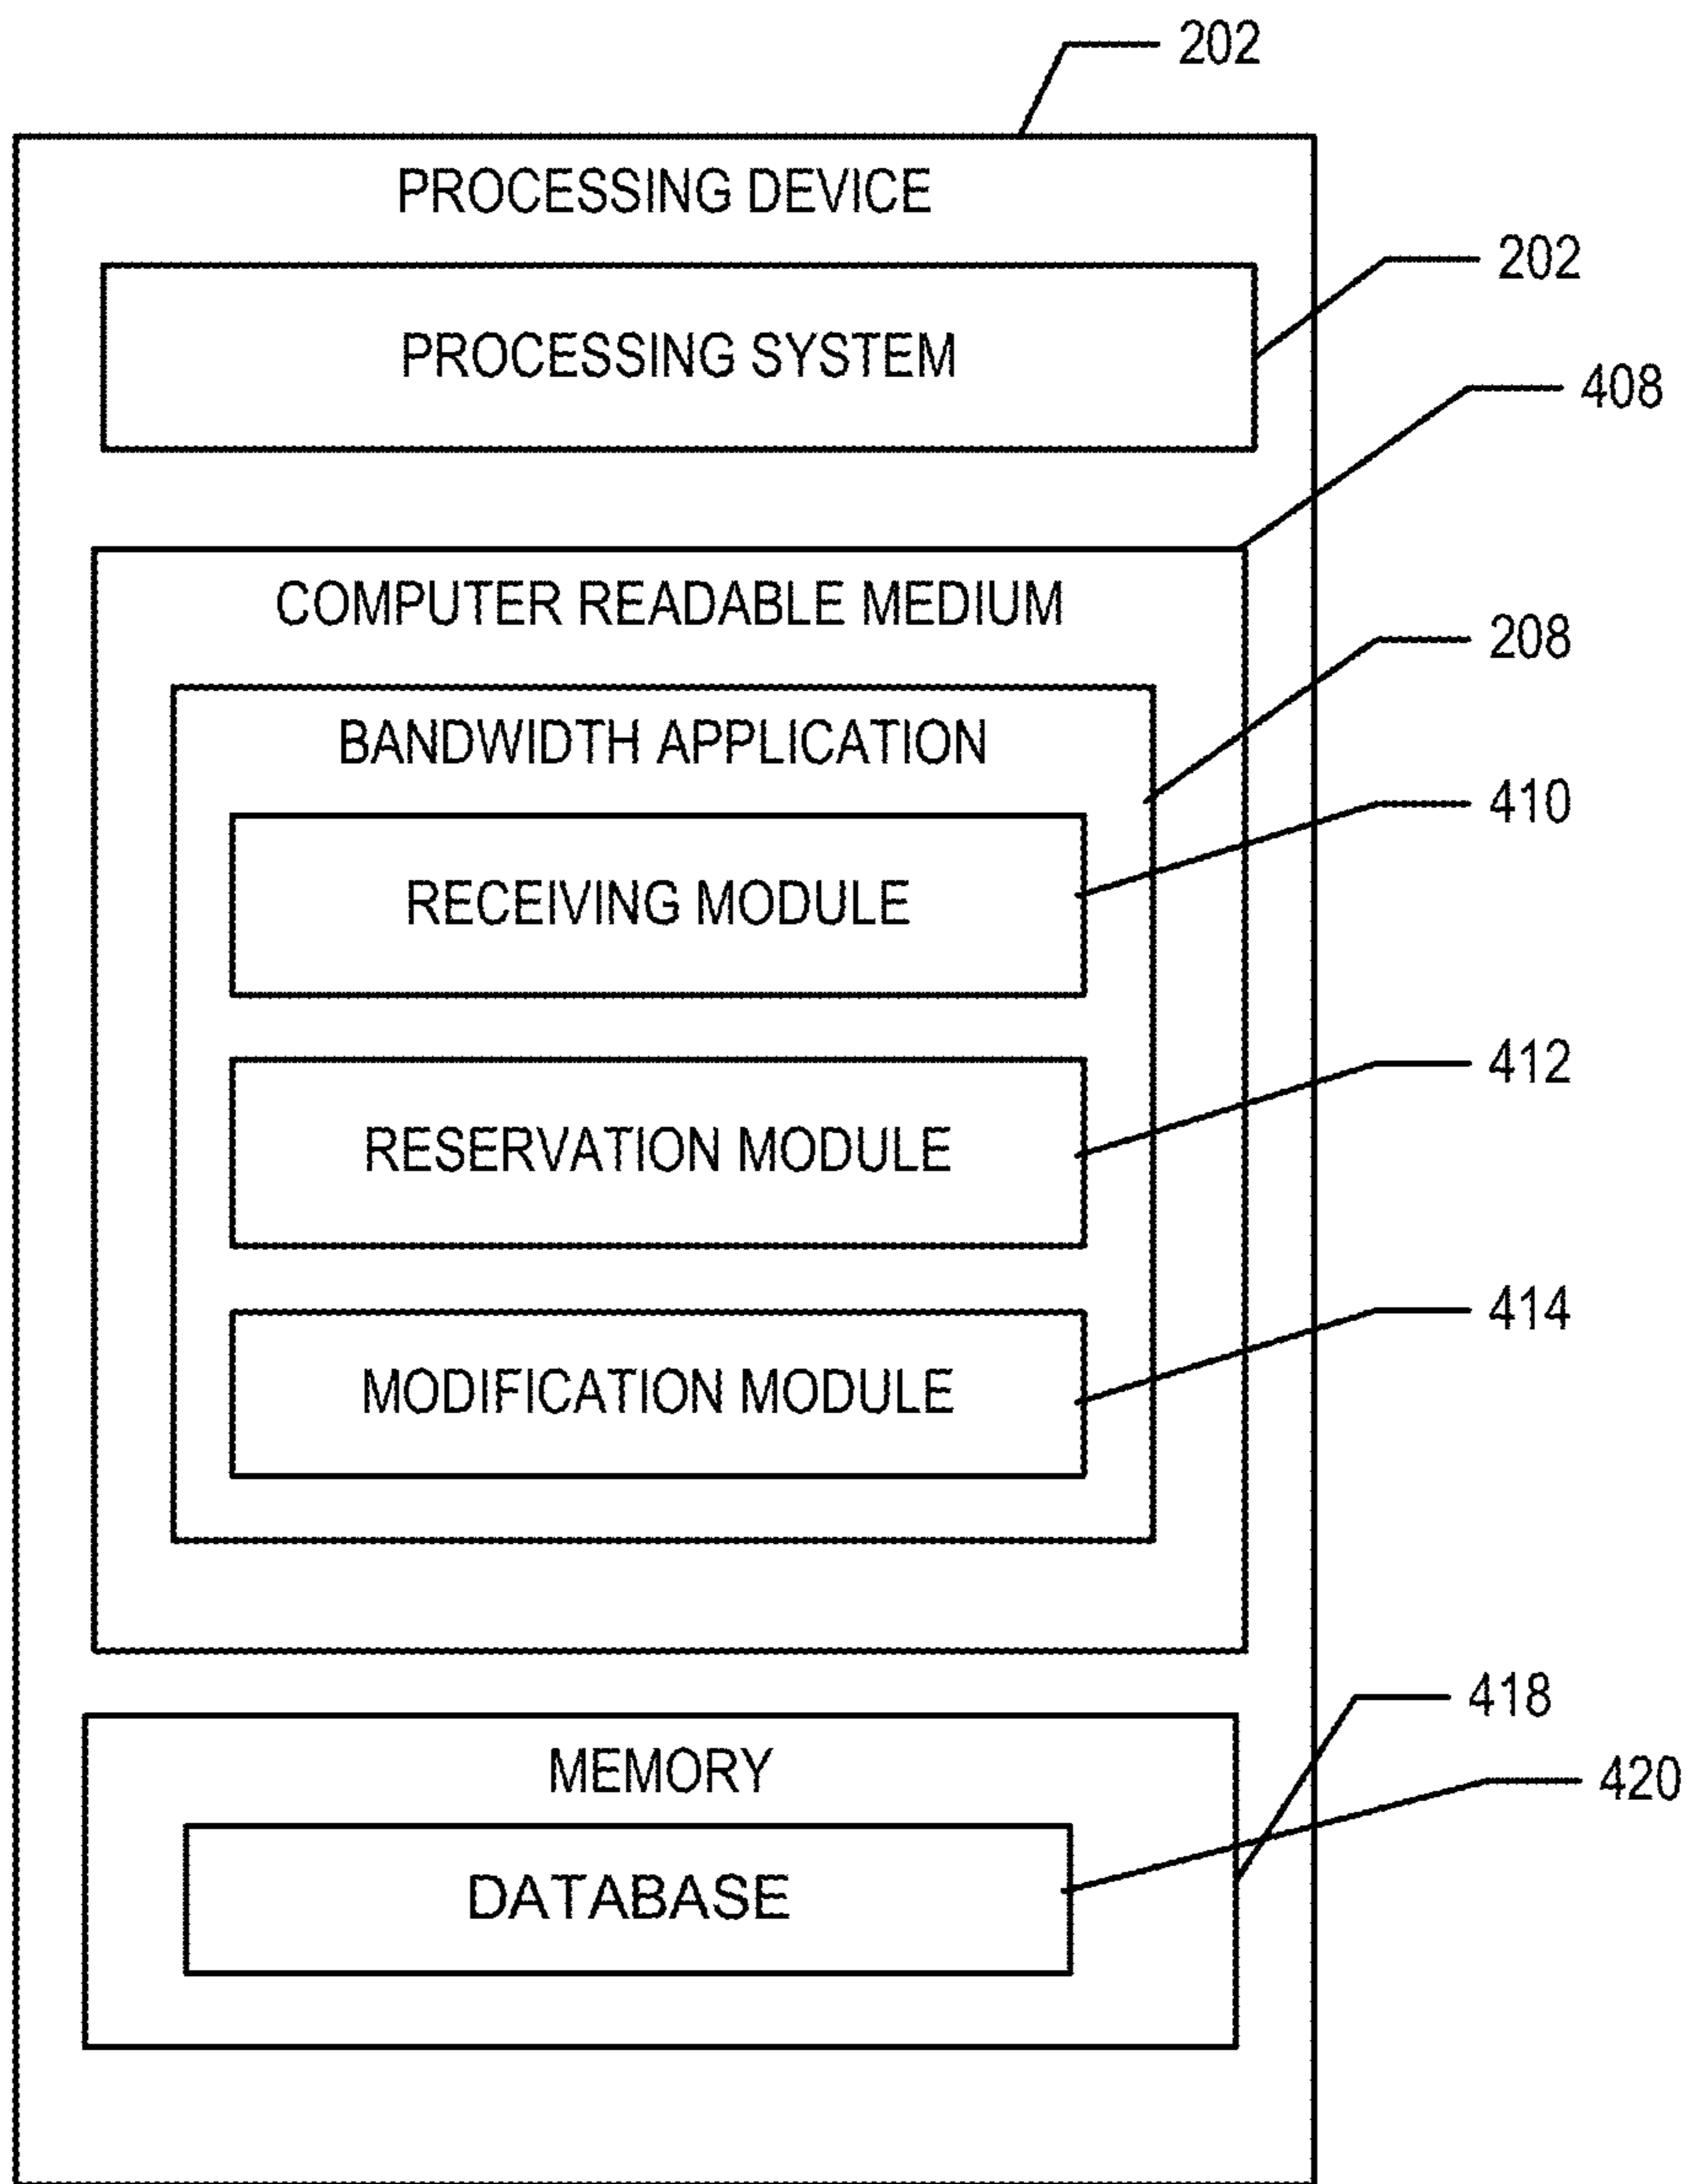 202
PROCESSING DEVICE
202
PROCESSING SYSTEM
408
COMPUTER READABLE MEDIUM
208
BANDWIDTH APPLICATION
410
RECEIVING MODULE
412
RESERVATION MODULE
414
MODIFICATION MODULE
418
MEMORY
420
DATABASE